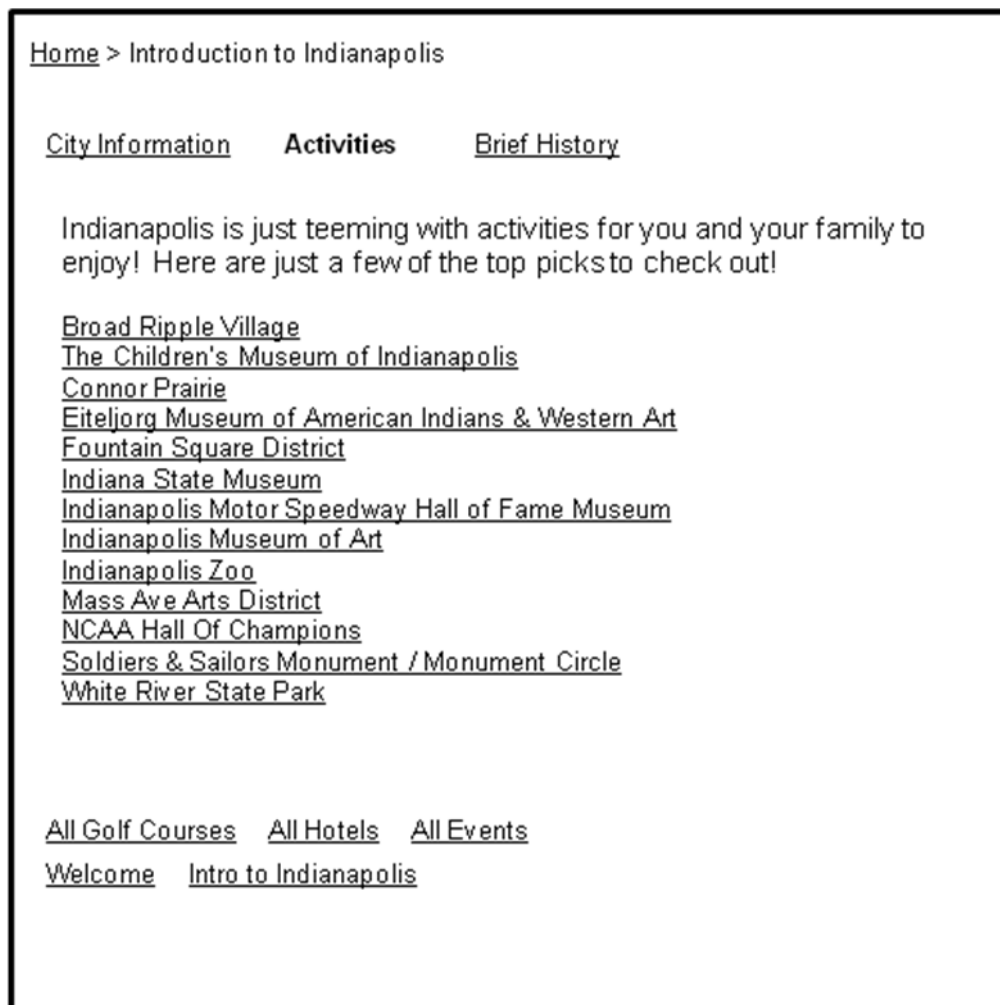 Home > Introduction to Indianapolis
City Information Activities Brief History
Indianapolis is just teeming with activities for you and your family to
enjoy! Here are just a few of the top picks to check out!
Broad Ripple Village
The Children's Museum of Indianapolis
Connor Prairie
Eiteljorg Museum of American Indians & Western Art
Fountain Square District
Indiana State Museum
Indianapolis Motor Speedway Hall of Fame Museum
Indianapolis Museum of Art
Indianapolis Zoo
Mass Ave Arts District
NCAA Hall Of Champions
Soldiers & Sailors Monument / Monument Circle
White River State Park
All Golf Courses All Hotels All Events
Welcome Intro to Indianapolis